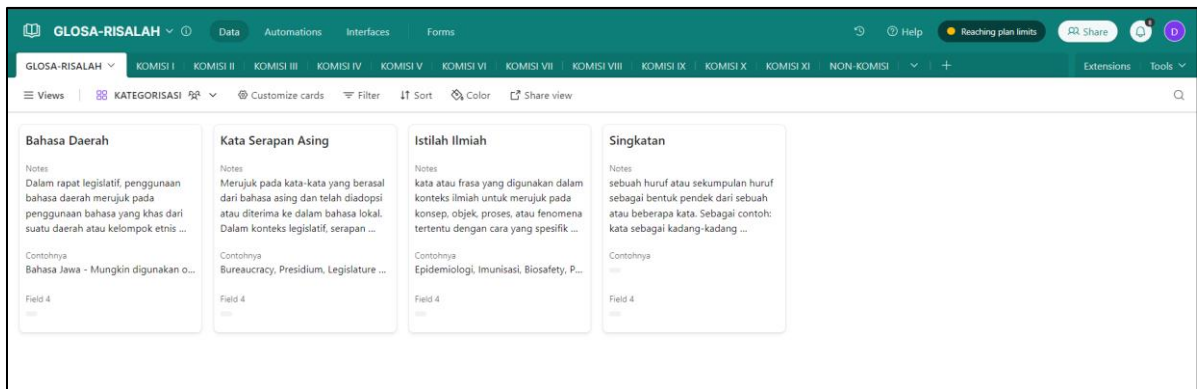 GLOSA-RISALAH Data Automations Interfaces Forms Help Reaching plan limits Share D
GLOSA-RISALAH KOMISI I KOMISI II KOMISI III KOMISI IV KOMISI V KOMISI VI KOMISI VII KOMISI VIII KOMISI IX KOMISI X KOMISI XI NON-KOMISI Extensions Tools
Views KATEGORISASI Customize cards Filter Sort Color Share view
Bahasa Daerah
Notes
Dalam rapat legislatif, penggunaan
bahasa daerah merujuk pada
penggunaan bahasa yang khas dari
suatu daerah atau kelompok etnis ...
Contohnya
Bahasa Jawa - Mungkin digunakan o...
Field 4
Kata Serapan Asing
Notes
Merujuk pada kata-kata yang berasal
dari bahasa asing dan telah diadopsi
atau diterima ke dalam bahasa lokal.
Dalam konteks legislatif, serapan ...
Contohnya
Bureaucracy, Presidium, Legislature ...
Field 4
Istilah Ilmiah
Notes
kata atau frasa yang digunakan dalam
konteks ilmiah untuk merujuk pada
konsep, objek, proses, atau fenomena
tertentu dengan cara yang spesifik ...
Contohnya
Epidemiologi, Imunisasi, Biosafety, P...
Field 4
Singkatan
Notes
sebuah huruf atau sekumpulan huruf
sebagai bentuk pendek dari sebuah
atau beberapa kata. Sebagai contoh:
kata sebagai kadang-kadang ...
Contohnya
Field 4